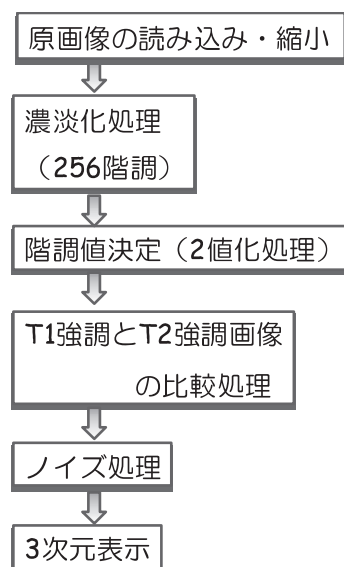 原画像の読み込み・縮小
濃淡化処理
（256階調）
階調値決定（2値化処理）
T1強調とT2強調画像
の比較処理
ノイズ処理
3次元表示